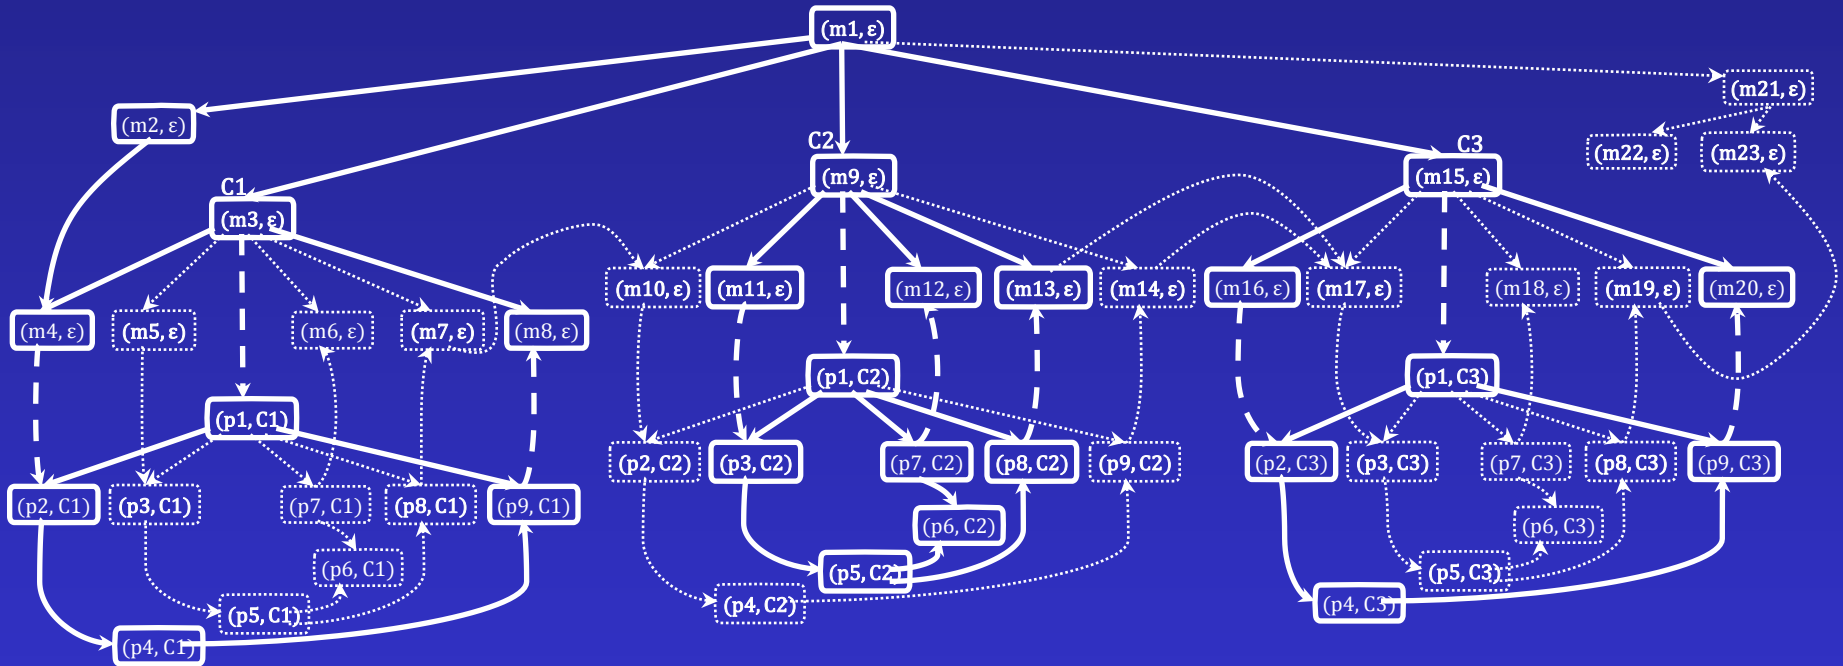 (m1, ε)
(m21, ε)
(m2, ε)
C2
C3
(m22, ε)
(m23, ε)
C1
(m9, ε)
(m15, ε)
(m3, ε)
(m10, ε)
(m11, ε)
(m12, ε)
(m13, ε)
(m14, ε)
(m16, ε)
(m17, ε)
(m18, ε)
(m19, ε)
(m20, ε)
(m4, ε)
(m5, ε)
(m6, ε)
(m7, ε)
(m8, ε)
(p1, C2)
(p1, C3)
(p1, C1)
(p2, C2)
(p3, C2)
(p7, C2)
(p8, C2)
(p9, C2)
(p2, C3)
(p3, C3)
(p7, C3)
(p8, C3)
(p9, C3)
(p2, C1)
(p3, C1)
(p7, C1)
(p8, C1)
(p9, C1)
(p6, C2)
(p6, C3)
(p6, C1)
(p5, C2)
(p5, C3)
(p5, C1)
(p4, C2)
(p4, C3)
(p4, C1)